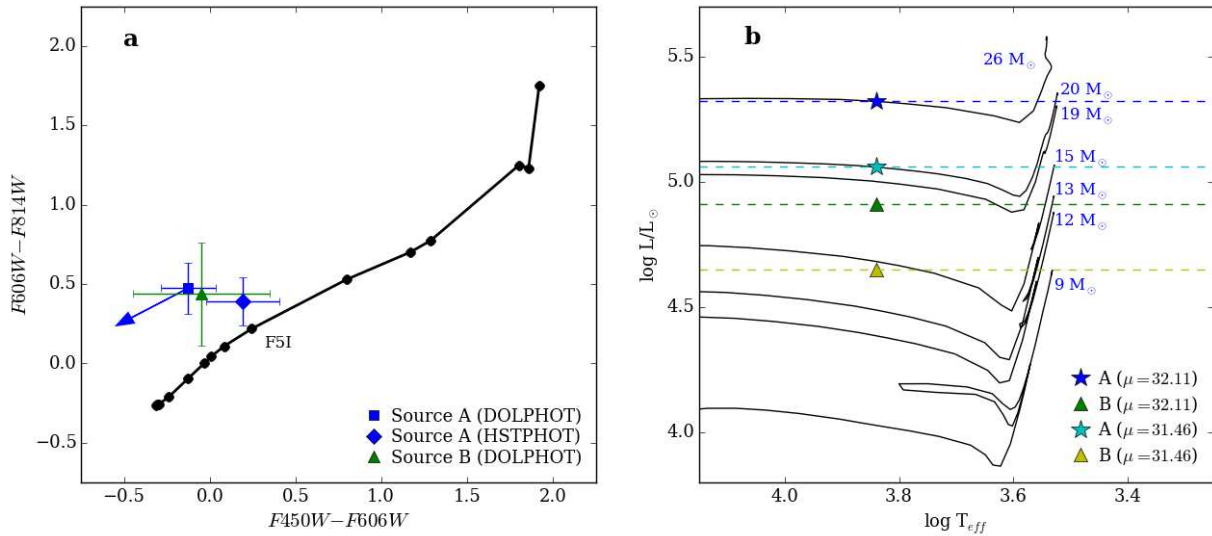 a
2.0
1.5
1.0
0.5
0.0
−0.5
F606W−F814W
−0.5
0.0
0.5
1.0
1.5
2.0
F450W−F606W
F5I
Source A (DOLPHOT)
Source A (HSTPHOT)
Source B (DOLPHOT)
b
5.5
5.0
4.5
4.0
log L/L⊙
4.0
3.8
3.6
3.4
log T_eff
26 M⊙
20 M⊙
19 M⊙
15 M⊙
13 M⊙
12 M⊙
9 M⊙
A (μ=32.11)
B (μ=32.11)
A (μ=31.46)
B (μ=31.46)